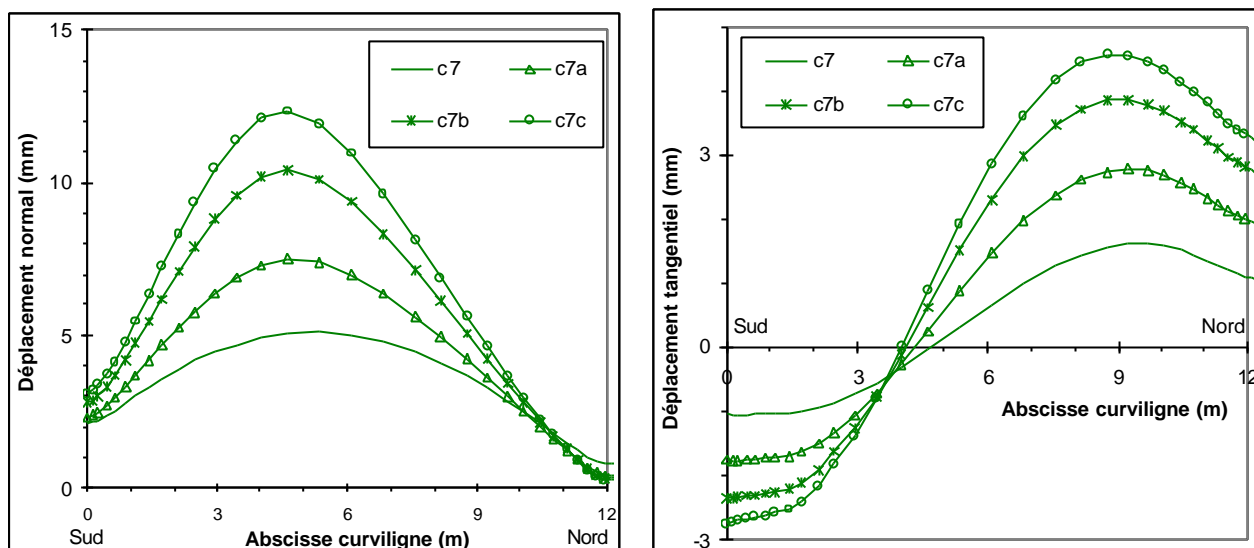 15
10
5
0
Déplacement normal (mm)
c7
c7a
c7b
c7c
0
3
6
9
12
Sud
Abscisse curviligne (m)
Nord
c7
c7a
c7b
c7c
3
0
-3
Déplacement tangentiel (mm)
Sud
Nord
0
3
6
9
12
Abscisse curviligne (m)